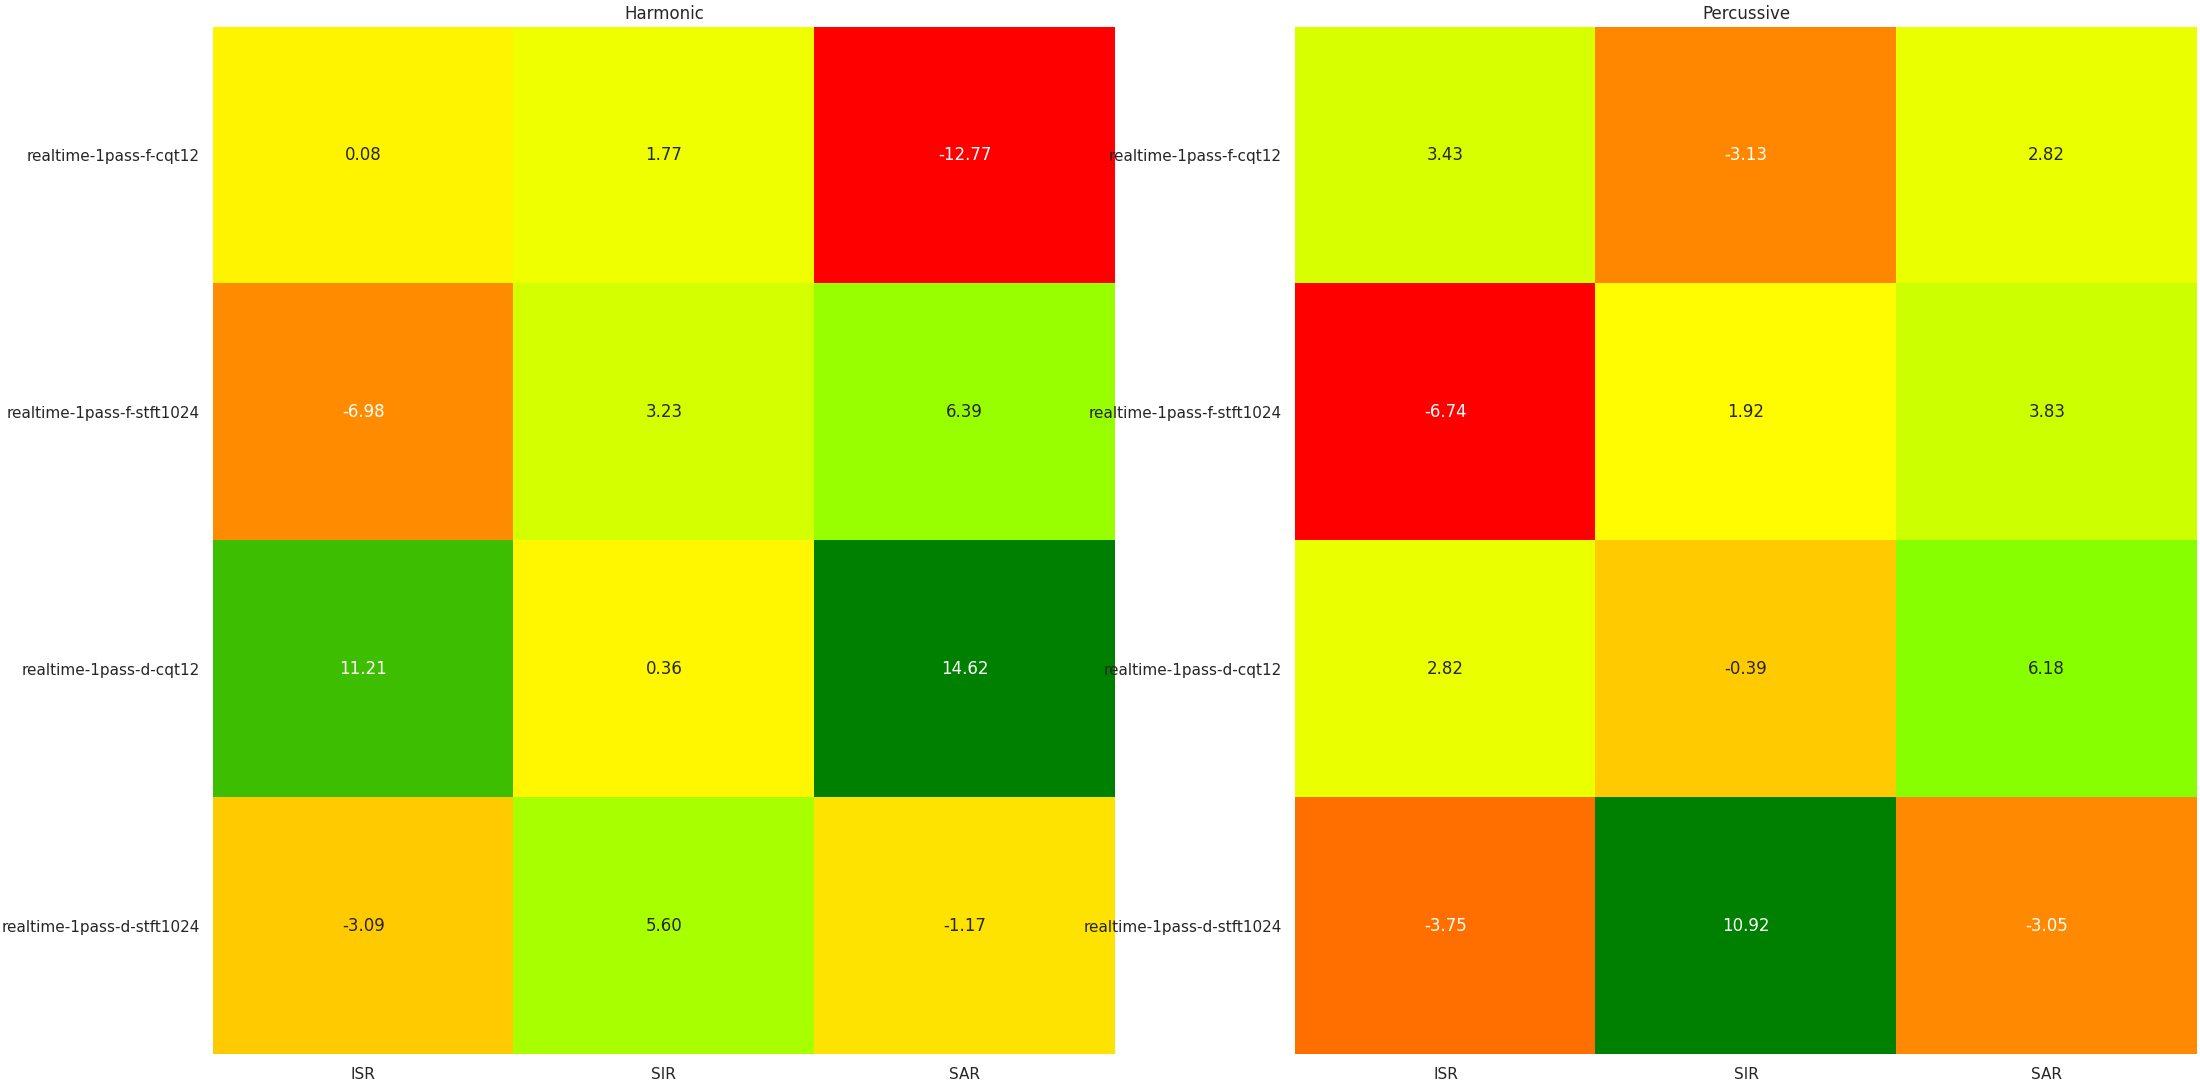 Harmonic
realtime-1pass-f-cqt12 0.08 1.77 -12.77
realtime-1pass-f-stft1024 -6.98 3.23 6.39
realtime-1pass-d-cqt12 11.21 0.36 14.62
realtime-1pass-d-stft1024 -3.09 5.60 -1.17
ISR SIR SAR
Percussive
realtime-1pass-f-cqt12 3.43 -3.13 2.82
realtime-1pass-f-stft1024 -6.74 1.92 3.83
realtime-1pass-d-cqt12 2.82 -0.39 6.18
realtime-1pass-d-stft1024 -3.75 10.92 -3.05
ISR SIR SAR